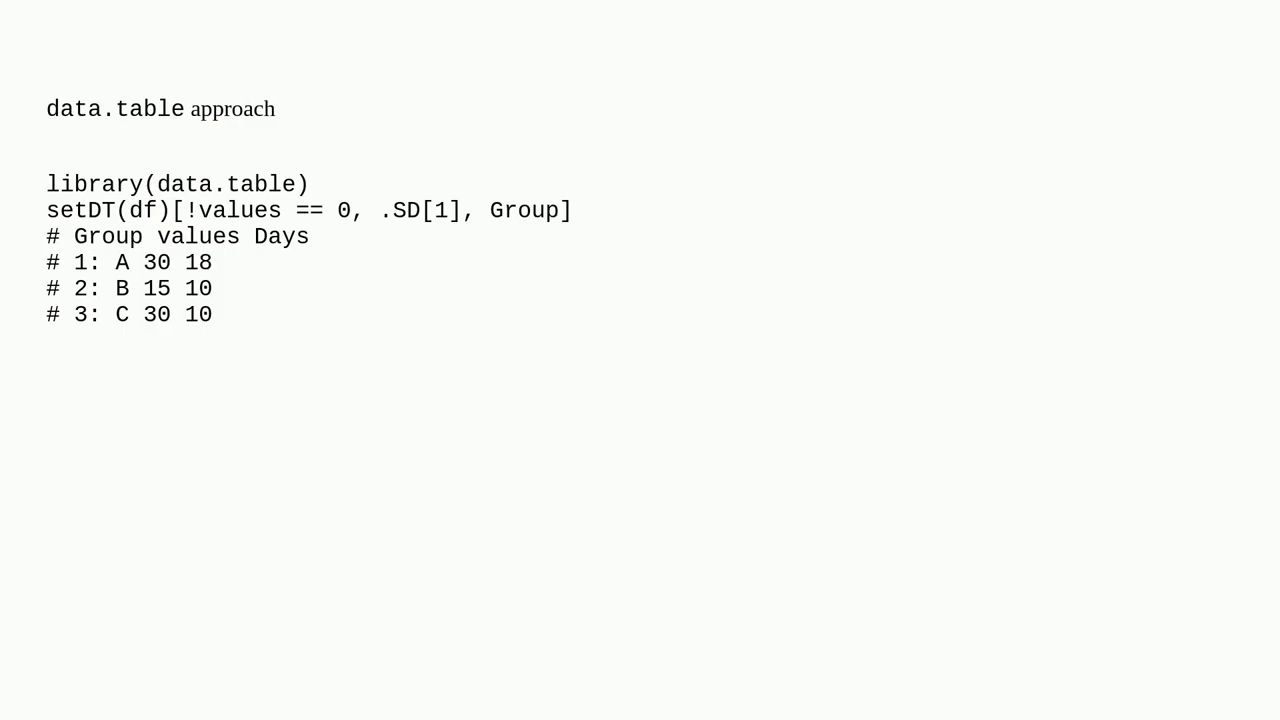 data.table approach
library(data.table)
setDT(df)[!values == 0, .SD[1], Group]
# Group values Days
# 1: A 30 18
# 2: B 15 10
# 3: C 30 10